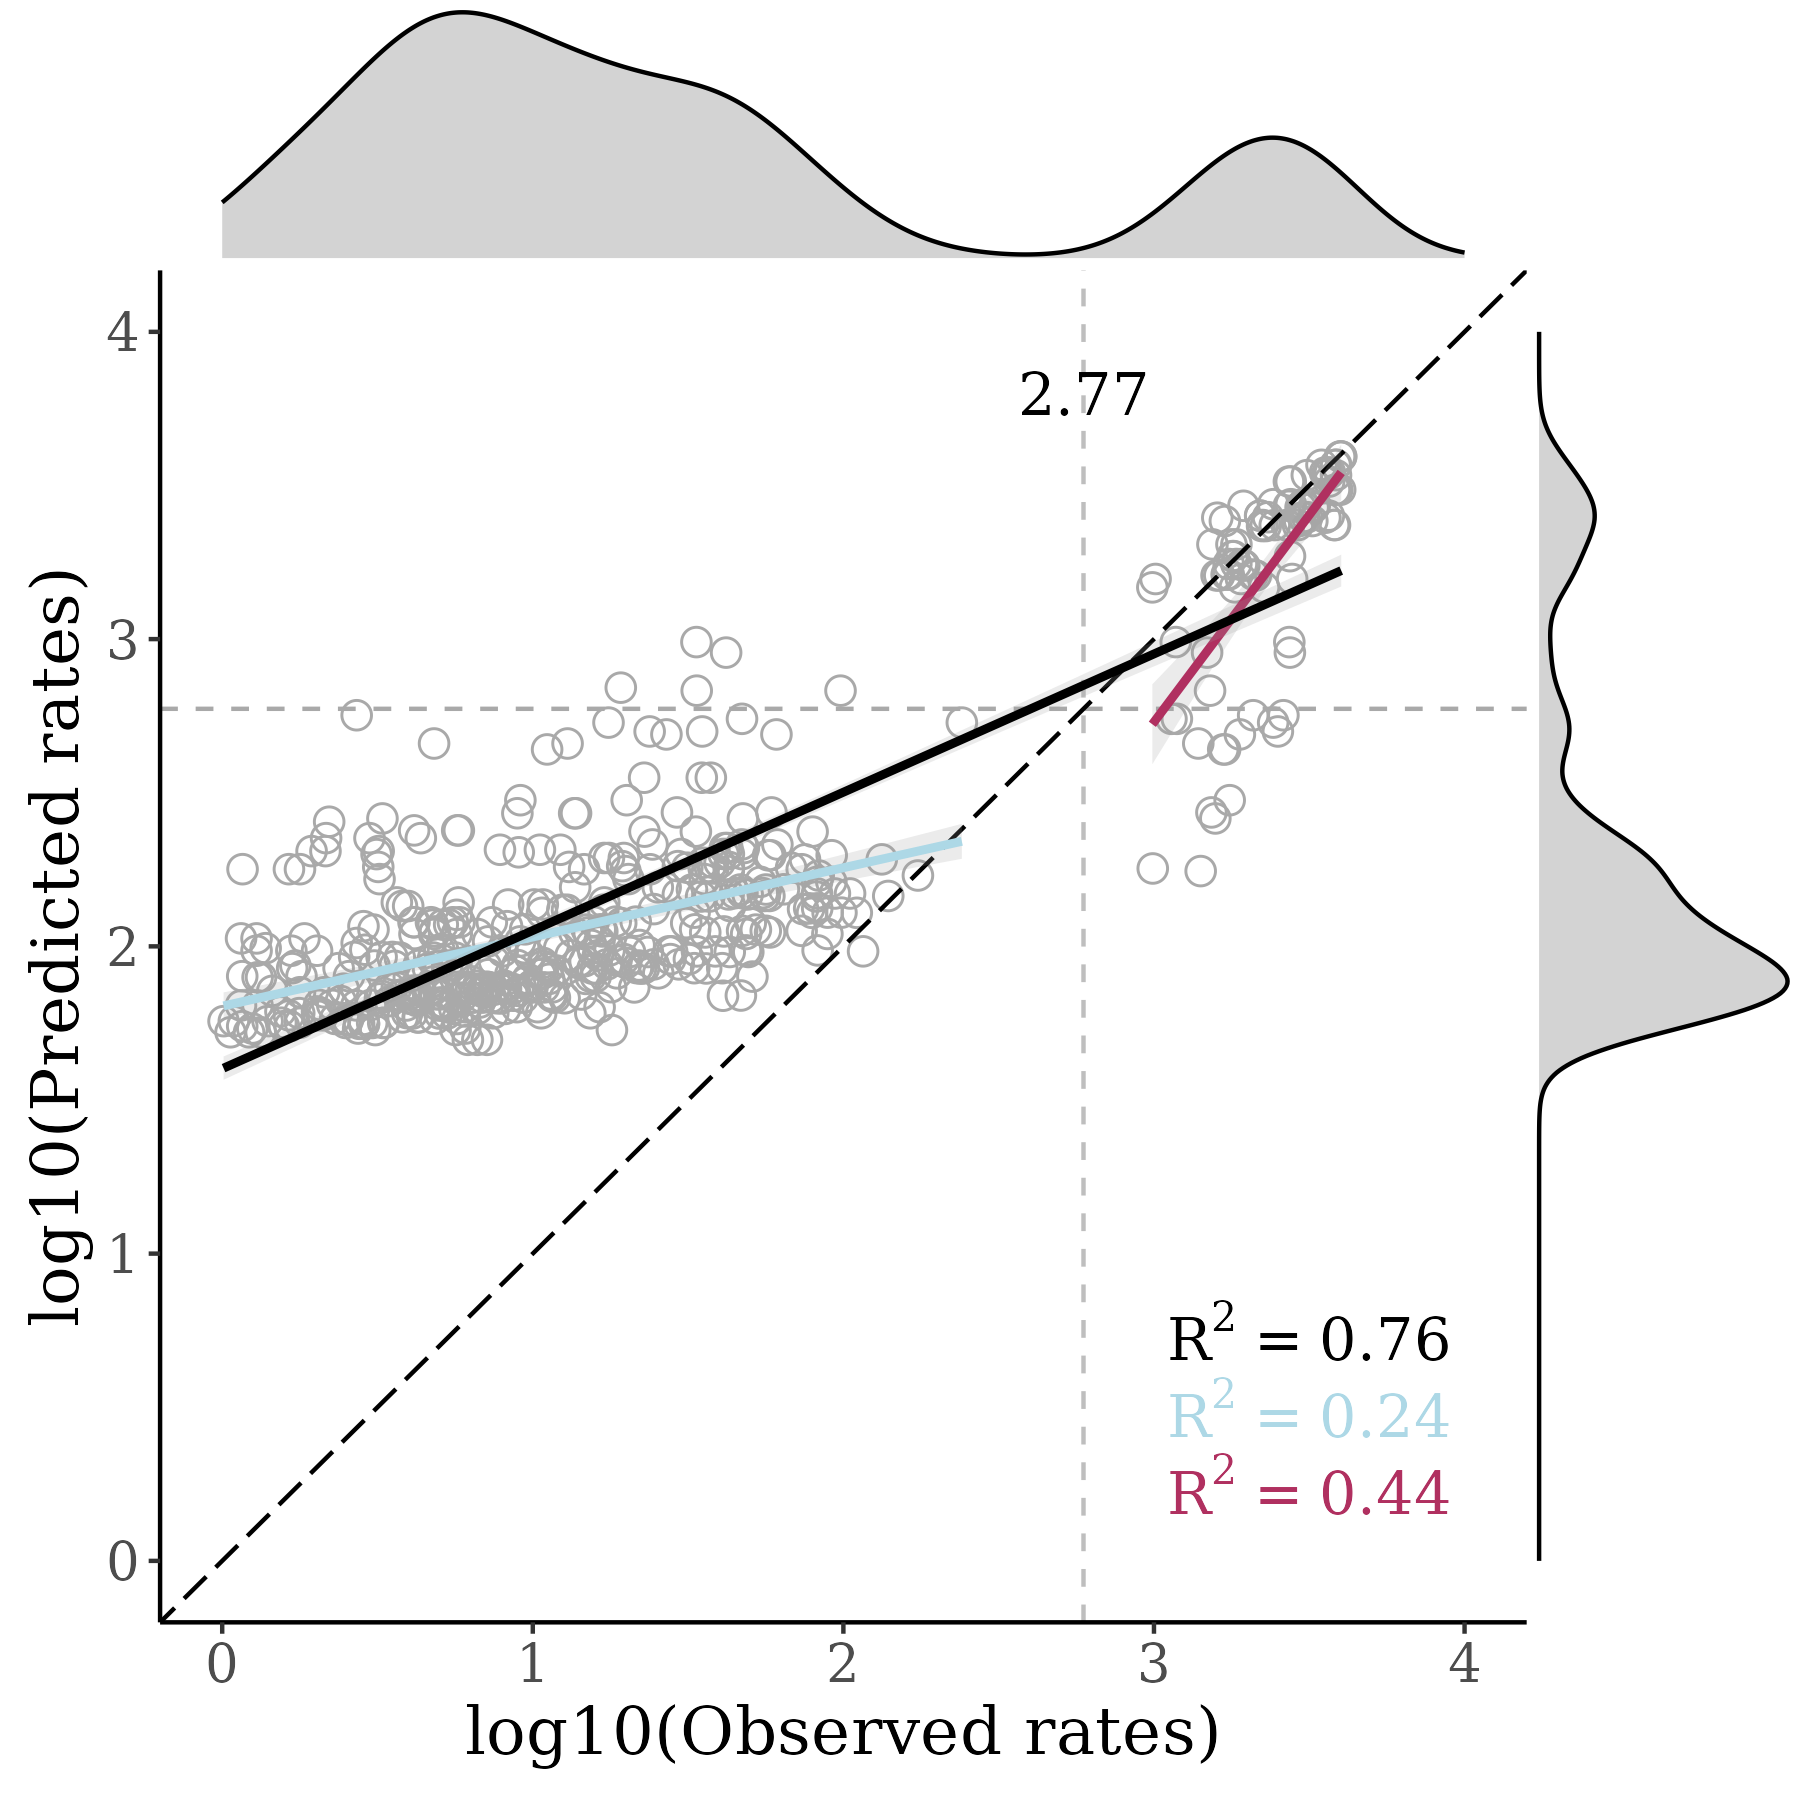 4
3
2
1
0
log10(Predicted rates)
2.77
R² = 0.76
R² = 0.24
R² = 0.44
0 1 2 3 4
log10(Observed rates)